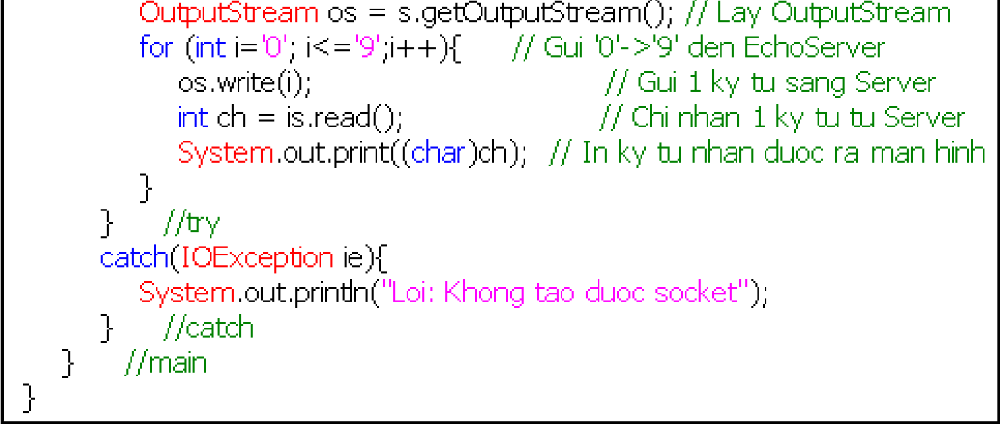 OutputStream os = s.getOutputStream(); // Lay OutputStream
for (int i='0'; i<='9';i++){ // Gui '0'->'9' den EchoServer
os.write(i); // Gui 1 ky tu sang Server
int ch = is.read(); // Chi nhan 1 ky tu tu Server
System.out.print((char)ch); // In ky tu nhan duoc ra man hinh
}
} //try
catch(IOException ie){
System.out.println("Loi: Khong tao duoc socket");
} //catch
} //main
}